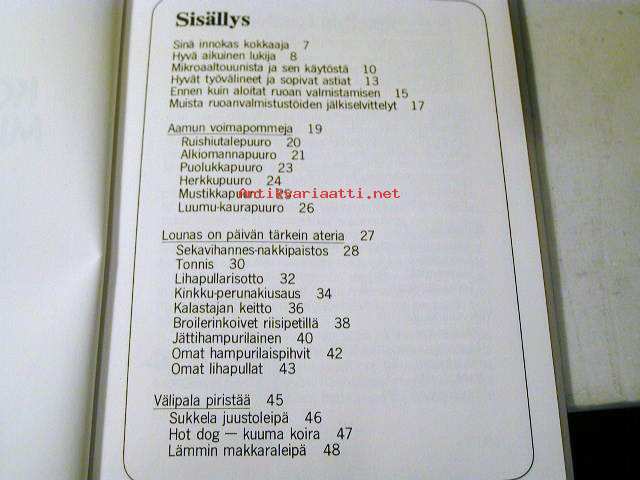 Sisällys
Sinä innokas kokkaaja 7
Hyvä aikuinen lukija 8
Mikroaaltouunista ja sen käytöstä 10
Hyvät työvälineet ja sopivat astiat 13
Ennen kuin aloitat ruoan valmistamisen 15
Muista ruoanvalmistustöiden jälkiselvittelyt 17
Aamun voimapommeja 19
Ruishiutalepuuro 20
Alkiomannapuuro 21
Puolukkapuuro 23
Herkkupuuro 24
Mustikkapuuro 25
Antikvariaatti.net
Luumu-kaurapuuro 26
Lounas on päivän tärkein ateria 27
Sekavihannes-nakkipaistos 28
Tonnis 30
Lihapullarisotto 32
Kinkku-perunakiusaus 34
Kalastajan keitto 36
Broilerinkoivet riisipetillä 38
Jättihampurilainen 40
Omat hampurilaispihvit 42
Omat lihapullat 43
Välipala piristää 45
Sukkela juustoleipä 46
Hot dog — kuuma koira 47
Lämmin makkaraleipä 48